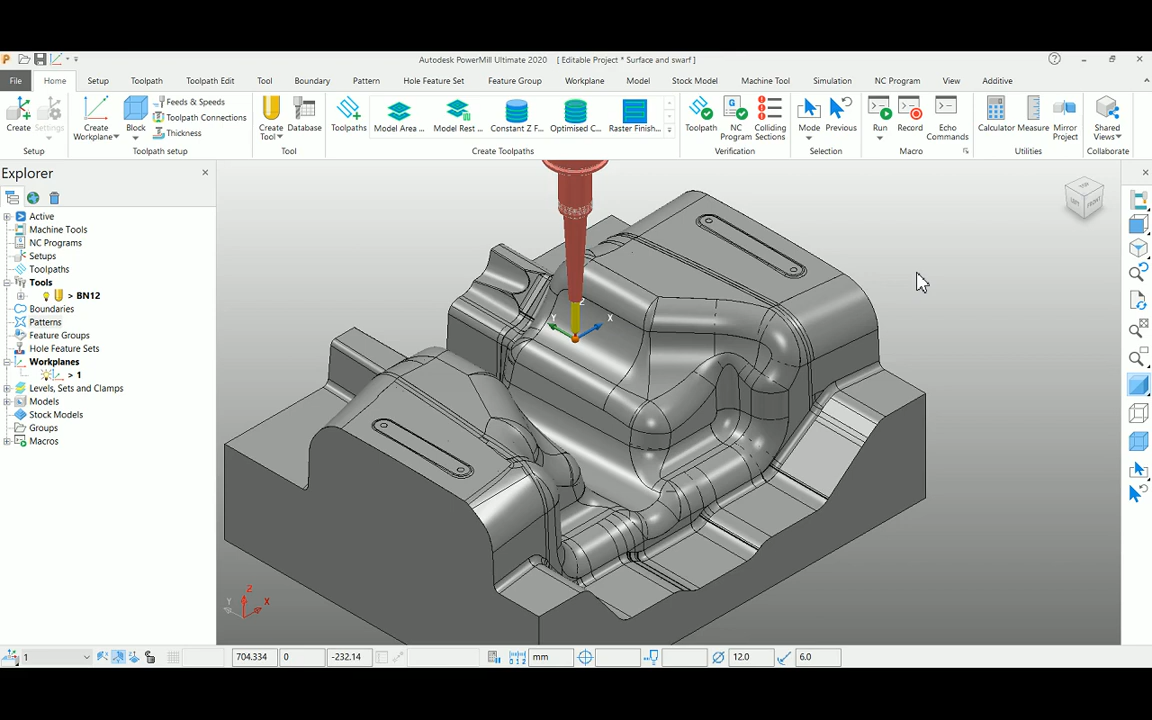 Autodesk PowerMill Ultimate 2020 [ Editable Project * Surface and swarf ]
File Home Setup Toolpath Toolpath Edit Tool Boundary Pattern Hole Feature Set Feature Group Workplane Model Stock Model Machine Tool Simulation NC Program View Additive
Create Settings Create Workplane Block Feeds & Speeds Toolpath Connections Thickness Create Tool Database Toolpaths Model Area ... Model Rest ... Constant Z F... Optimised C... Raster Finish... Toolpath NC Program Colliding Sections Mode Previous Run Record Echo Commands Calculator Measure Mirror Project Shared Views
Setup Toolpath setup Tool Create Toolpaths Verification Selection Macro Utilities Collaborate
Explorer
Active
Machine Tools
NC Programs
Setups
Toolpaths
Tools
> BN12
Boundaries
Patterns
Feature Groups
Hole Feature Sets
Workplanes
> 1
Levels, Sets and Clamps
Models
Stock Models
Groups
Macros
TOP
LEFT FRONT
Z
Y X
Z
Y X
1 704.334 0 -232.14 mm 12.0 6.0